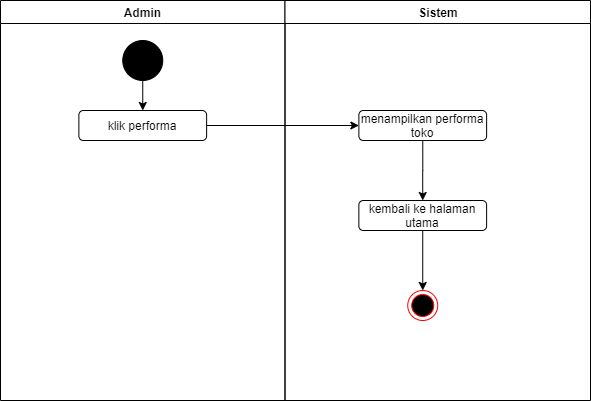 Admin
Sistem
klik performa
menampilkan performa
toko
kembali ke halaman
utama